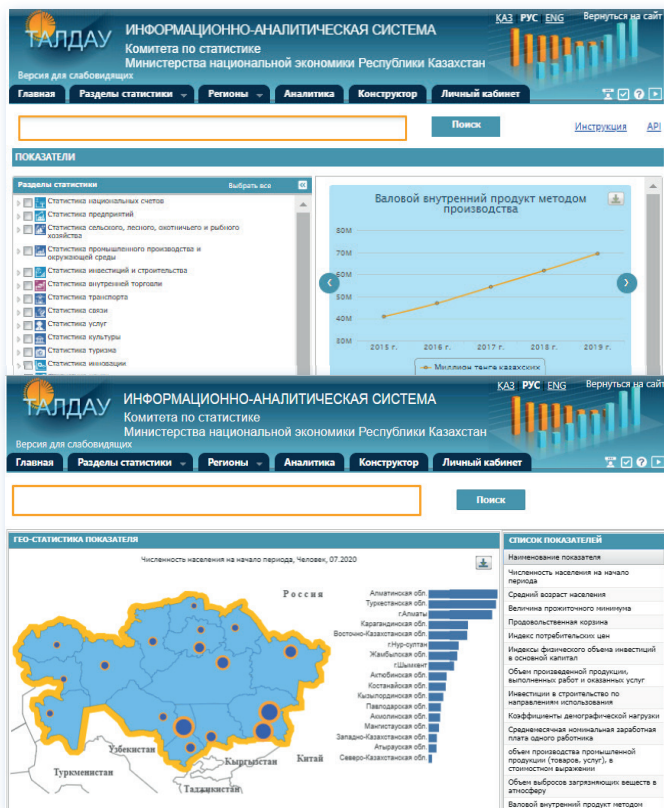 ТАЛДАУ
ИНФОРМАЦИОННО-АНАЛИТИЧЕСКАЯ СИСТЕМА
Комитета по статистике
Министерства национальной экономики Республики Казахстан
Версия для слабовидящих
ҚАЗ РУС ENG Вернуться на сайт
Главная Разделы статистики Регионы Аналитика Конструктор Личный кабинет
Поиск
Инструкция API
ПОКАЗАТЕЛИ
Разделы статистики Выбрать все
Статистика национальных счетов
Статистика предприятий
Статистика сельского, лесного, охотничьего и рыбного
хозяйства
Статистика промышленного производства и
окружающей среды
Статистика инвестиций и строительства
Статистика внутренней торговли
Статистика транспорта
Статистика связи
Статистика услуг
Статистика культуры
Статистика туризма
Статистика инновации
Валовой внутренний продукт методом
производства
80M
70M
60M
50M
40M
30M
2015 г. 2016 г. 2017 г. 2018 г. 2019 г.
Миллион тенге казахских
ТАЛДАУ
ИНФОРМАЦИОННО-АНАЛИТИЧЕСКАЯ СИСТЕМА
Комитета по статистике
Министерства национальной экономики Республики Казахстан
Версия для слабовидящих
ҚАЗ РУС ENG Вернуться на сайт
Главная Разделы статистики Регионы Аналитика Конструктор Личный кабинет
Поиск
ГЕО-СТАТИСТИКА ПОКАЗАТЕЛЯ
Численность населения на начало периода, Человек, 07.2020
Россия
Узбекистан
Туркменистан
Кыргызстан
Таджикистан
Китай
Алматинская обл.
Туркестанская обл.
г.Алматы
Карагандинская обл.
Восточно-Казахстанская обл.
г.Нур-султан
Жамбылская обл.
г.Шымкент
Актюбинская обл.
Костанайская обл.
Кызылординская обл.
Павлодарская обл.
Акмолинская обл.
Мангистауская обл.
Западно-Казахстанская обл.
Атырауская обл.
Северо-Казахстанская обл.
СПИСОК ПОКАЗАТЕЛЕЙ
Наименование показателя
Численность населения на начало
периода
Средний возраст населения
Величина прожиточного минимума
Продовольственная корзина
Индекс потребительских цен
Индексы физического объема инвестиций
в основной капитал
Объем произведенной продукции,
выполненных работ и оказанных услуг
Инвестиции в строительство по
направлениям использования
Коэффициенты демографической нагрузки
Среднемесячная номинальная заработная
плата одного работника
объем производства промышленной
продукции (товаров, услуг), в
стоимостном выражении
Объем выбросов загрязняющих веществ в
атмосферу
Валовой внутренний продукт методом